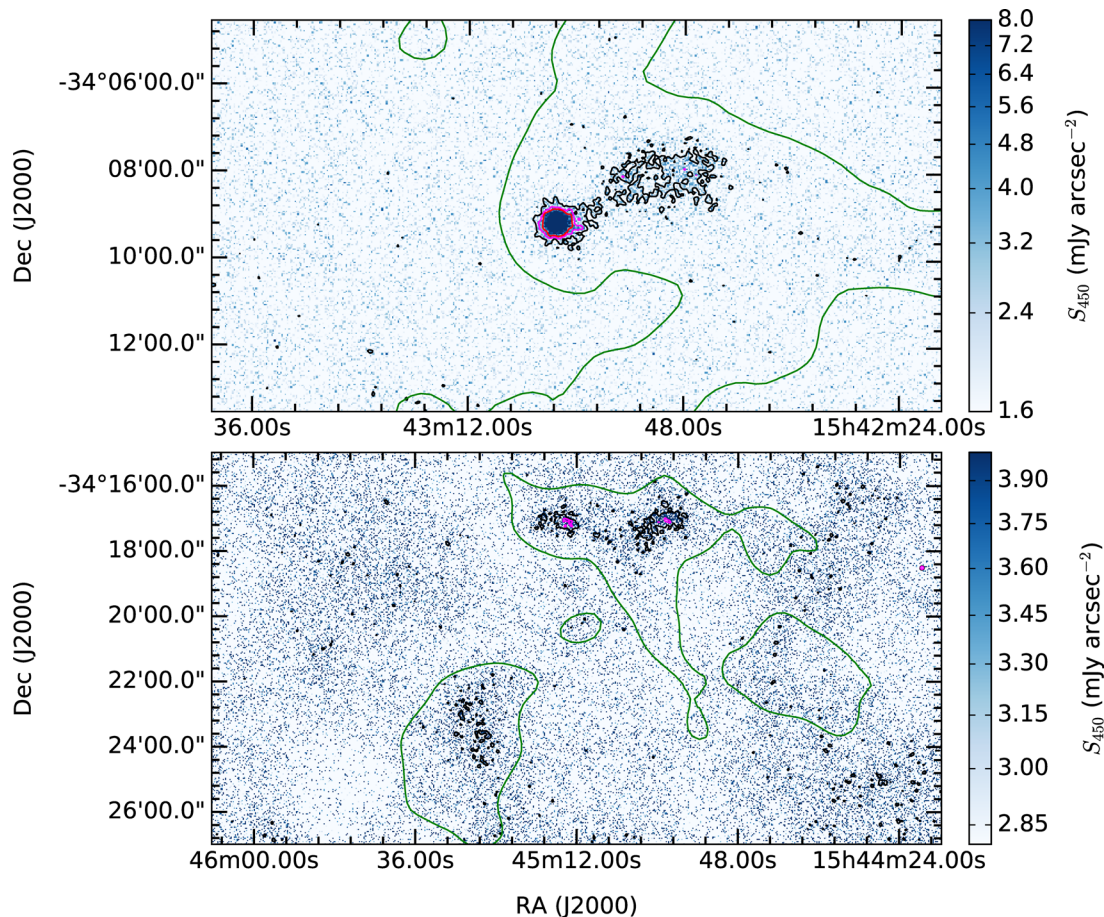 -34°06'00.0"
08'00.0"
10'00.0"
12'00.0"
Dec (J2000)
36.00s
43m12.00s
48.00s
15h42m24.00s
8.0
7.2
6.4
5.6
4.8
4.0
3.2
2.4
1.6
S450 (mJy arcsec−2)
-34°16'00.0"
18'00.0"
20'00.0"
22'00.0"
24'00.0"
26'00.0"
Dec (J2000)
46m00.00s
36.00s
45m12.00s
48.00s
15h44m24.00s
3.90
3.75
3.60
3.45
3.30
3.15
3.00
2.85
S450 (mJy arcsec−2)
RA (J2000)